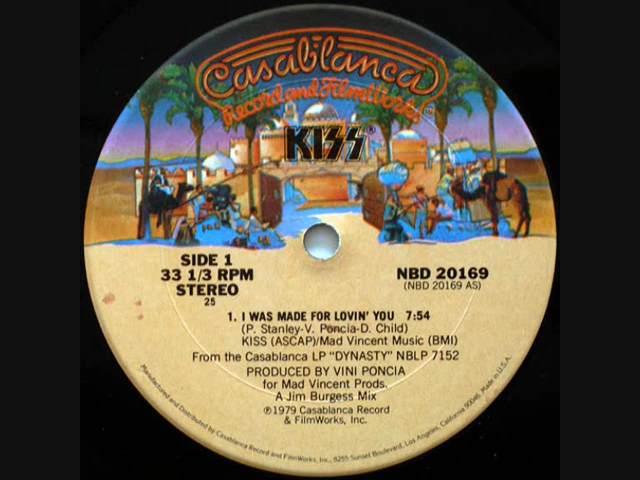 Casablanca
Record and FilmWorks
KISS®
SIDE 1
33 1/3 RPM
STEREO
25
NBD 20169
(NBD 20169 AS)
1. I WAS MADE FOR LOVIN' YOU 7:54
(P. Stanley-V. Poncia-D. Child)
KISS (ASCAP)/Mad Vincent Music (BMI)
From the Casablanca LP "DYNASTY" NBLP 7152
PRODUCED BY VINI PONCIA
for Mad Vincent Prods.
A Jim Burgess Mix
℗1979 Casablanca Record
& FilmWorks, Inc.
Manufactured and Distributed by Casablanca Record and FilmWorks, Inc., 8255 Sunset Boulevard, Los Angeles, California 90046. Made in U.S.A.